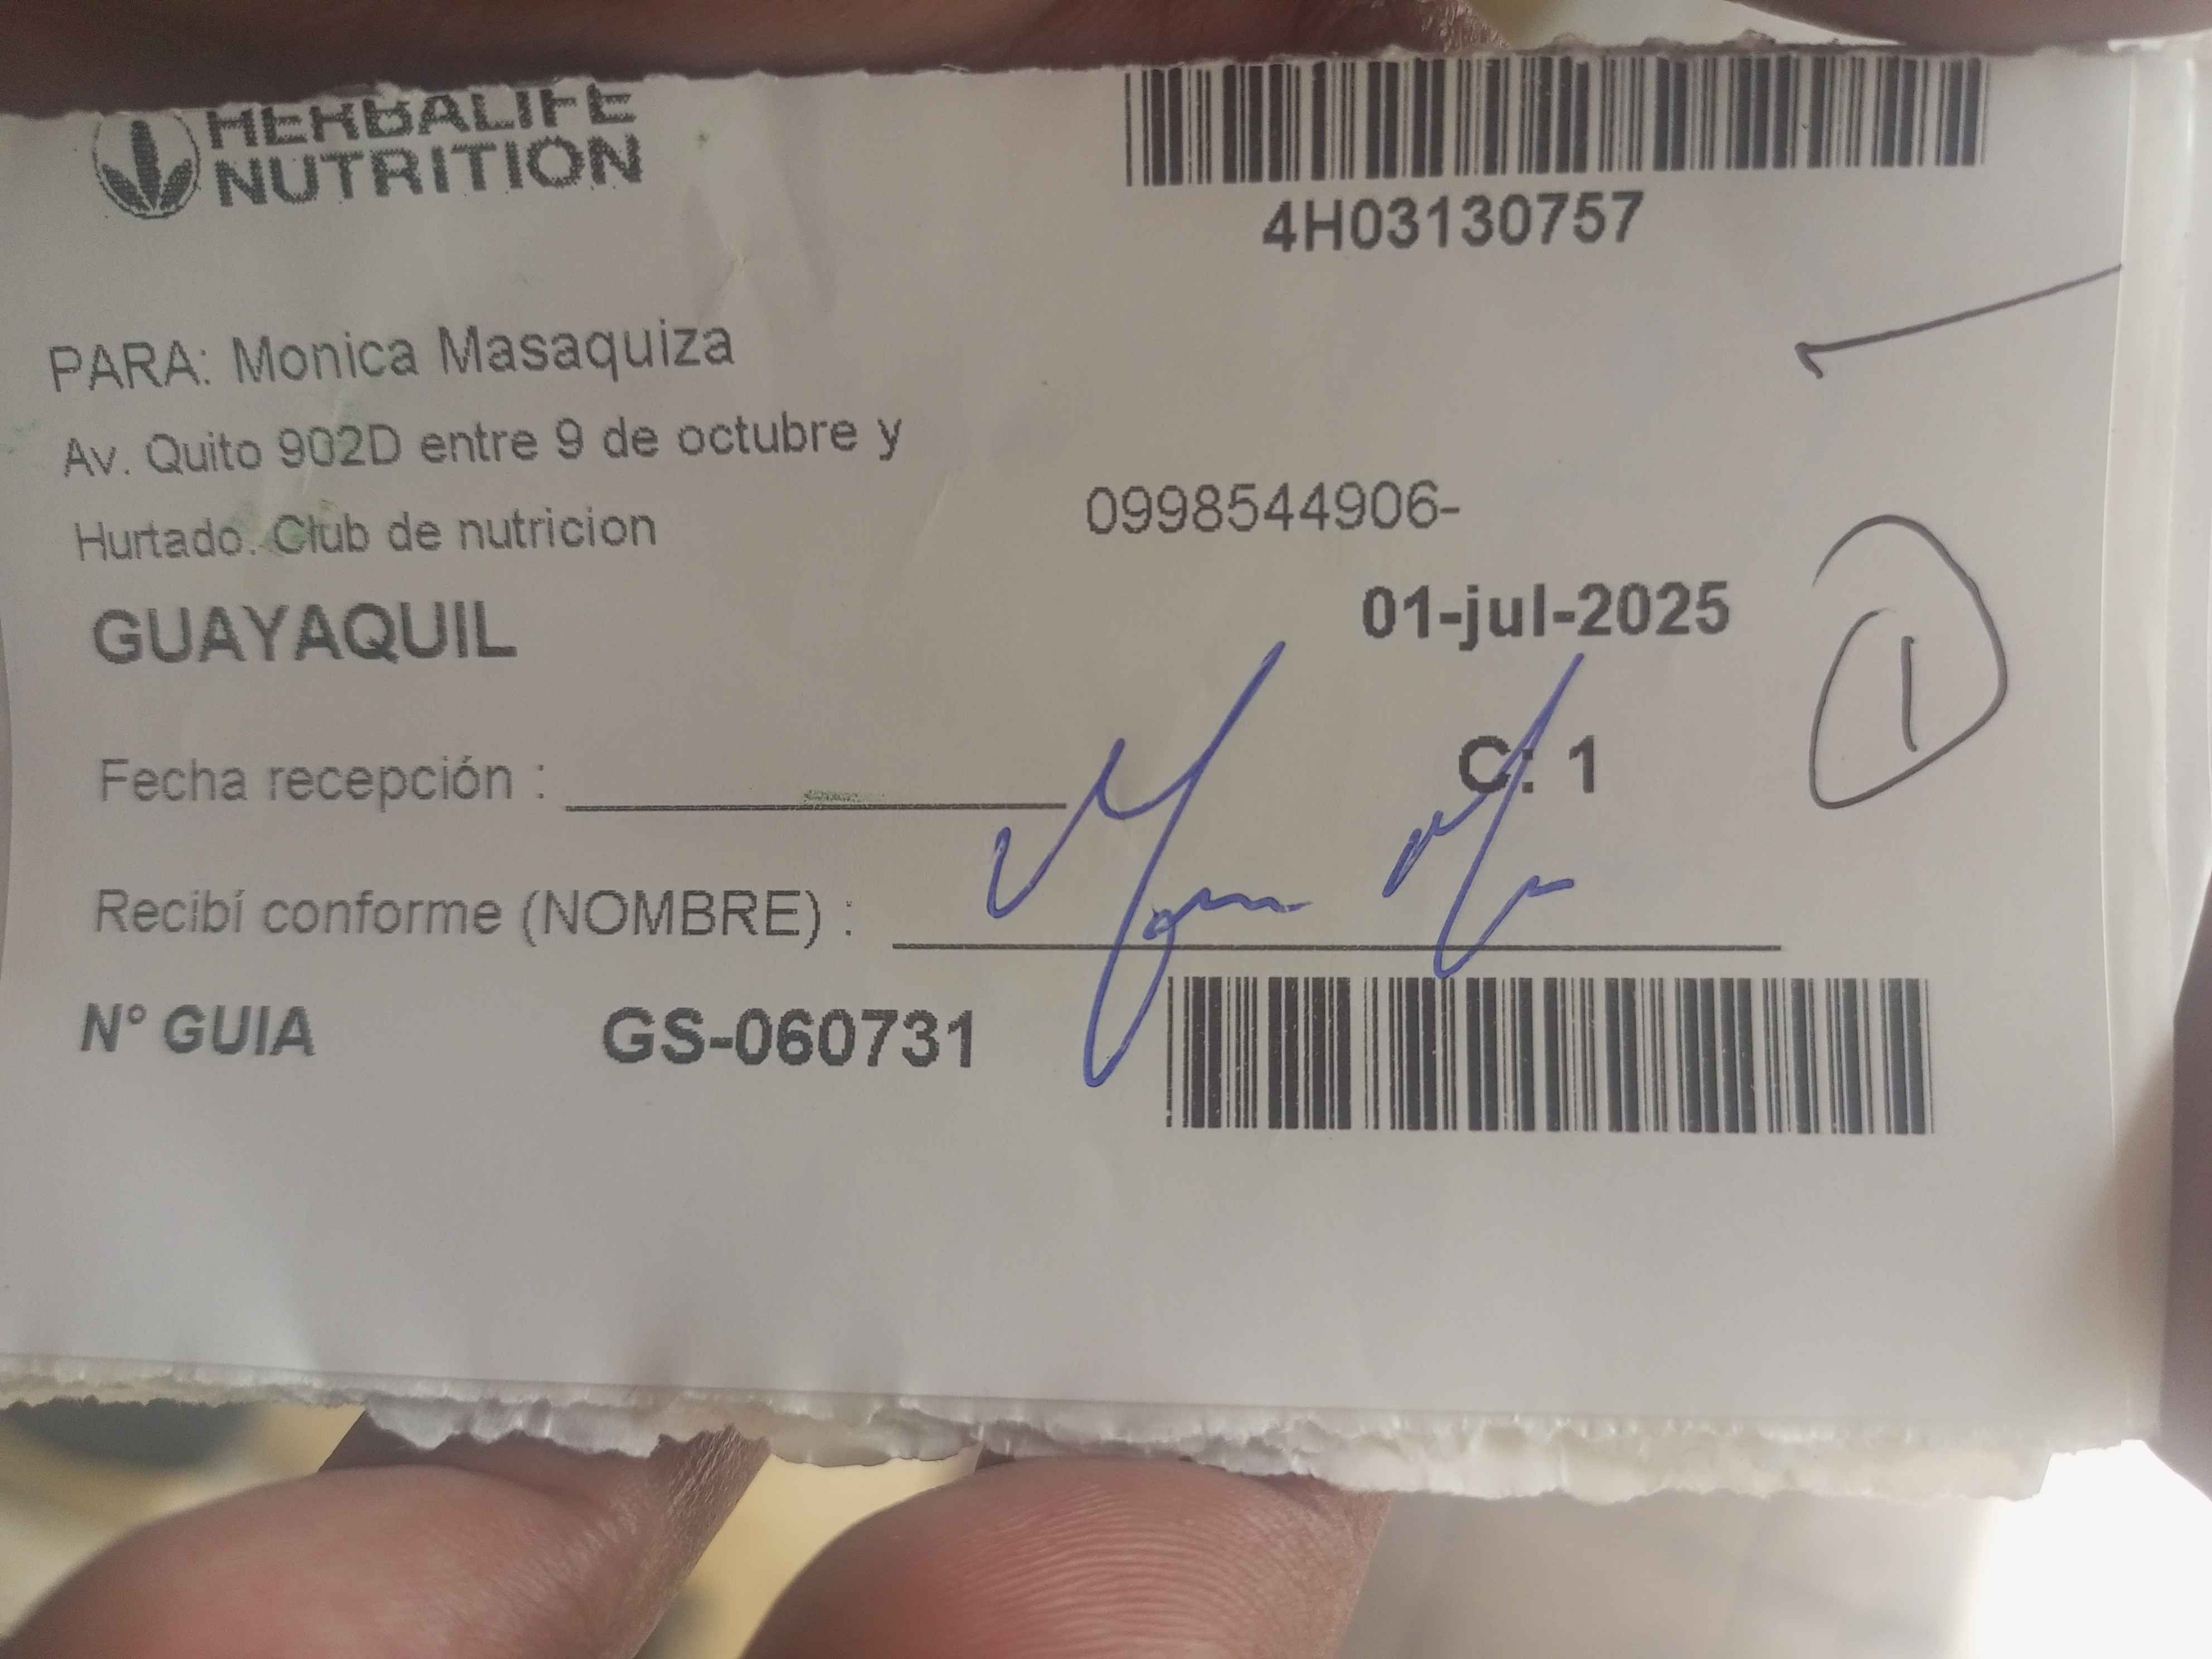 HERBALIFE
NUTRITION
4H03130757
PARA: Monica Masaquiza
Av. Quito 902D entre 9 de octubre y
Hurtado. Club de nutricion
0998544906-
GUAYAQUIL
01-jul-2025
1
Fecha recepción :
C: 1
Recibí conforme (NOMBRE) :
N° GUIA GS-060731